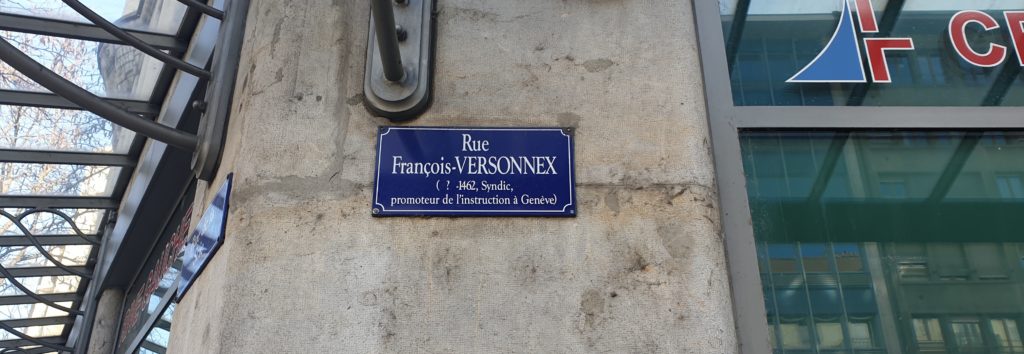 Rue
François-VERSONNEX
( ? -1462, Syndic,
promoteur de l'instruction à Genève)